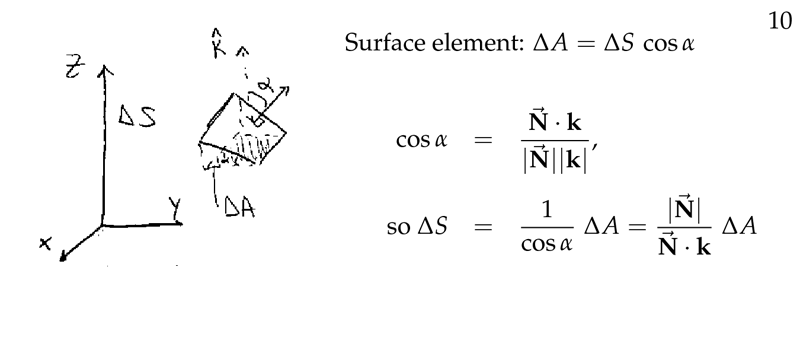 10
Surface element: ΔA = ΔS cos α
cos α = N⃗ · k / |N⃗||k|,
so ΔS = 1 / cos α ΔA = |N⃗| / N⃗ · k ΔA
k̂
α
Z
ΔS
Y
ΔA
x